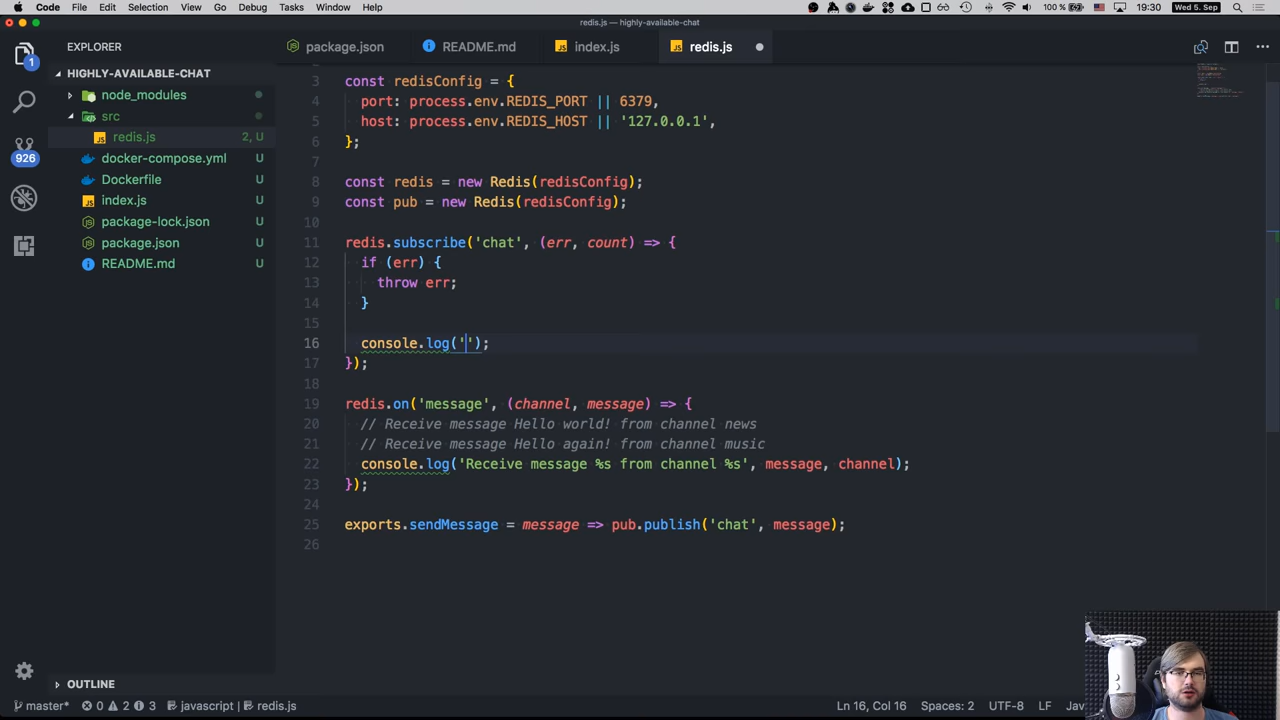 Code File Edit Selection View Go Debug Tasks Window Help 100 % 19:30 Wed 5. Sep
redis.js — highly-available-chat
EXPLORER
package.json
README.md
index.js
redis.js
1
HIGHLY-AVAILABLE-CHAT
node_modules
src
redis.js 2, U
docker-compose.yml U
Dockerfile U
index.js U
package-lock.json U
package.json U
README.md U
926
3 const redisConfig = {
4 port: process.env.REDIS_PORT || 6379,
5 host: process.env.REDIS_HOST || '127.0.0.1',
6 };
7
8 const redis = new Redis(redisConfig);
9 const pub = new Redis(redisConfig);
10
11 redis.subscribe('chat', (err, count) => {
12 if (err) {
13 throw err;
14 }
15
16 console.log('');
17 });
18
19 redis.on('message', (channel, message) => {
20 // Receive message Hello world! from channel news
21 // Receive message Hello again! from channel music
22 console.log('Receive message %s from channel %s', message, channel);
23 });
24
25 exports.sendMessage = message => pub.publish('chat', message);
26
OUTLINE
master* 0 2 3 javascript | redis.js Ln 16, Col 16 Spaces: 2 UTF-8 LF